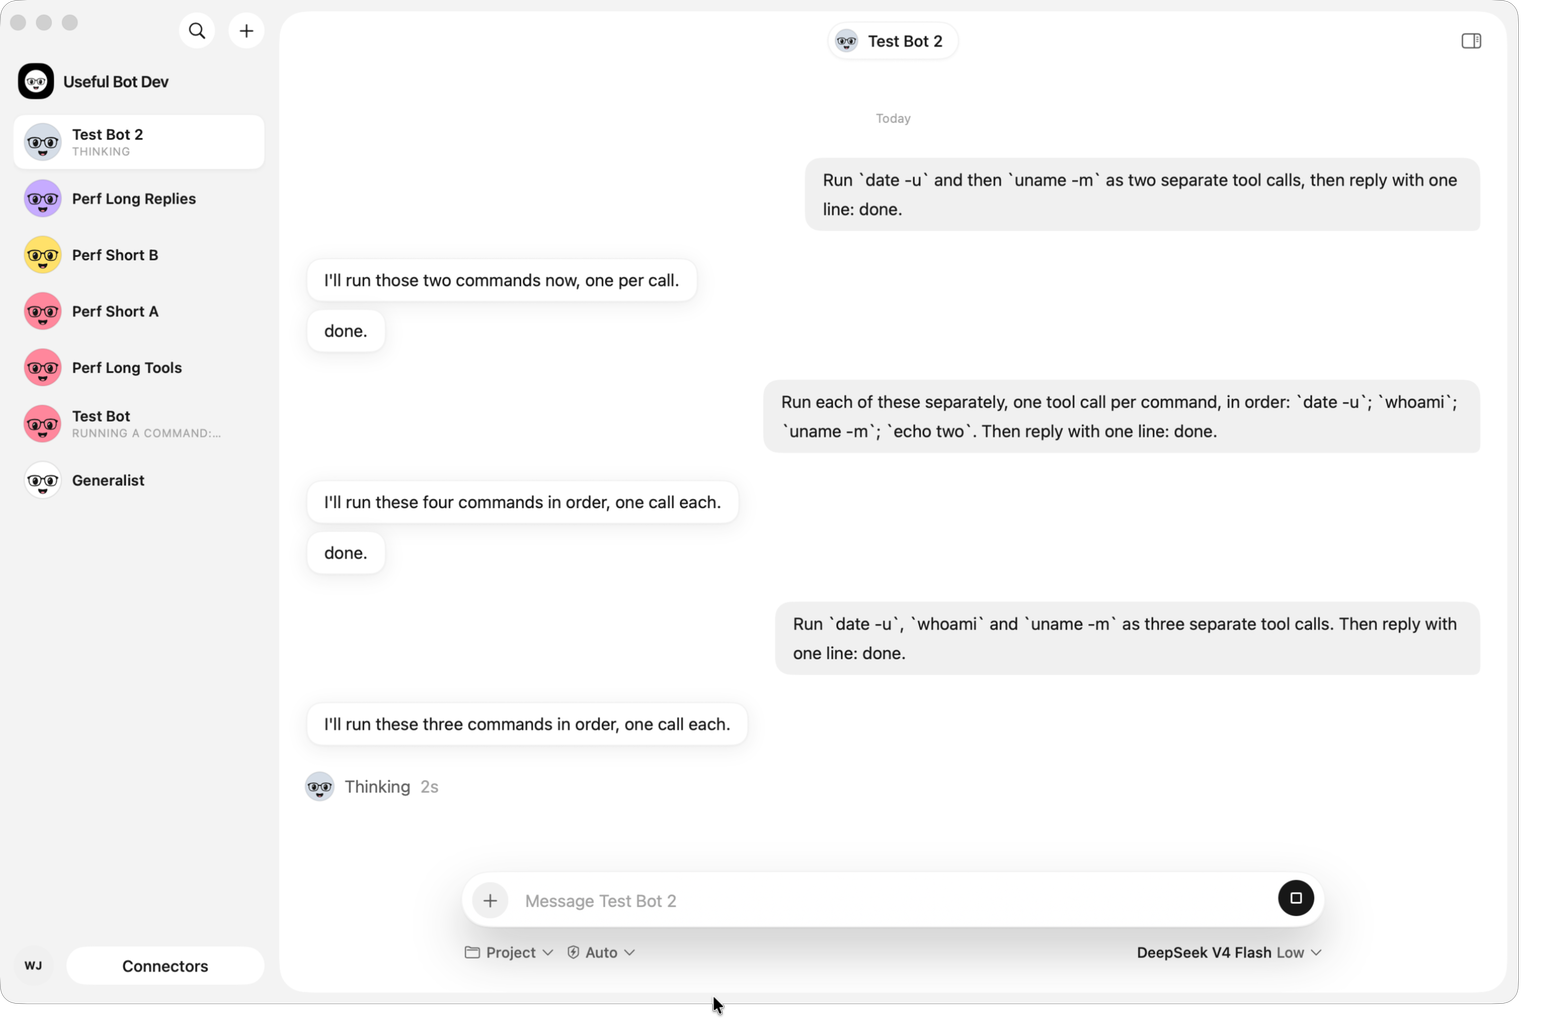 Useful Bot Dev
Test Bot 2
THINKING
Perf Long Replies
Perf Short B
Perf Short A
Perf Long Tools
Test Bot
RUNNING A COMMAND:...
Generalist
WJ
Connectors
Test Bot 2
Today
Run `date -u` and then `uname -m` as two separate tool calls, then reply with one
line: done.
I'll run those two commands now, one per call.
done.
Run each of these separately, one tool call per command, in order: `date -u`; `whoami`;
`uname -m`; `echo two`. Then reply with one line: done.
I'll run these four commands in order, one call each.
done.
Run `date -u`, `whoami` and `uname -m` as three separate tool calls. Then reply with
one line: done.
I'll run these three commands in order, one call each.
Thinking 2s
Message Test Bot 2
Project Auto DeepSeek V4 Flash Low